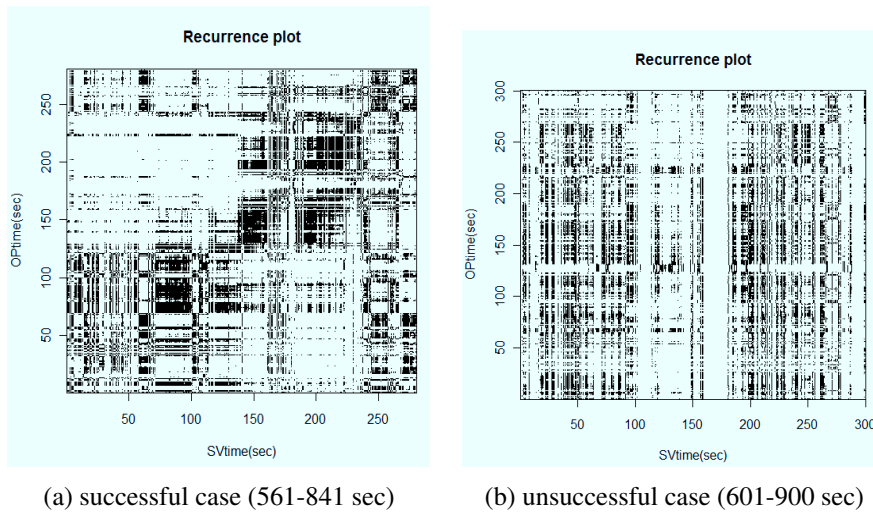 Recurrence plot
250
200
150
100
50
OPtime(sec)
50 100 150 200 250
SVtime(sec)
(a) successful case (561-841 sec)
Recurrence plot
300
250
200
150
100
50
OPtime(sec)
50 100 150 200 250 300
SVtime(sec)
(b) unsuccessful case (601-900 sec)